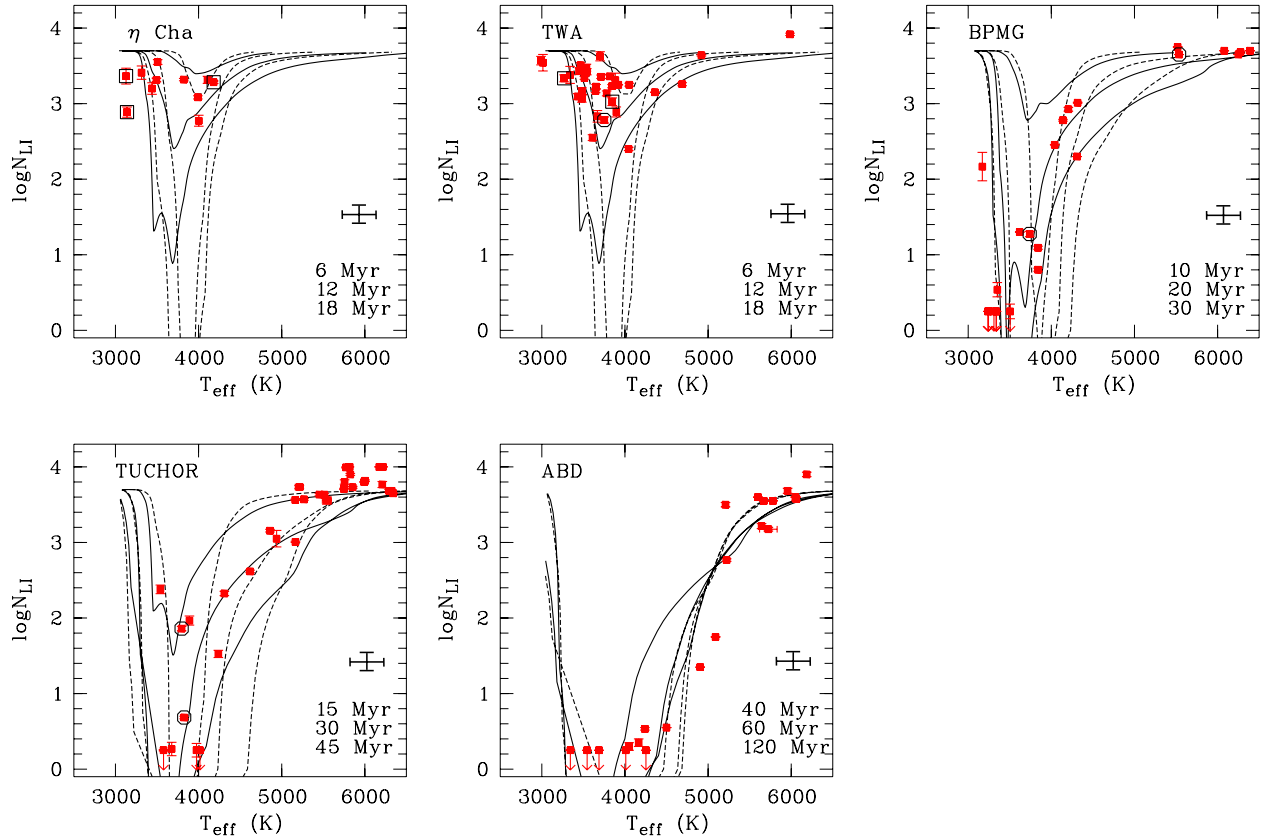 η Cha
4
3
2
1
0
logN_LI
6 Myr
12 Myr
18 Myr
3000 4000 5000 6000
T_eff (K)
TWA
4
3
2
1
0
logN_LI
6 Myr
12 Myr
18 Myr
3000 4000 5000 6000
T_eff (K)
BPMG
4
3
2
1
0
logN_LI
10 Myr
20 Myr
30 Myr
3000 4000 5000 6000
T_eff (K)
TUCHOR
4
3
2
1
0
logN_LI
15 Myr
30 Myr
45 Myr
3000 4000 5000 6000
T_eff (K)
ABD
4
3
2
1
0
logN_LI
40 Myr
60 Myr
120 Myr
3000 4000 5000 6000
T_eff (K)